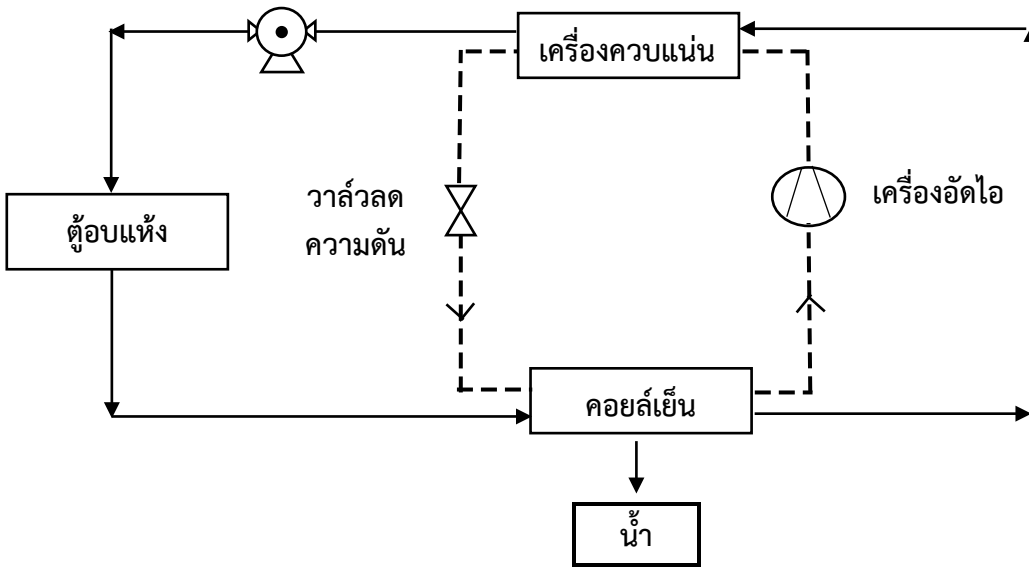 เครื่องควบแน่น
วาล์วลด
ความดัน
เครื่องอัดไอ
ตู้อบแห้ง
คอยล์เย็น
น้ำ